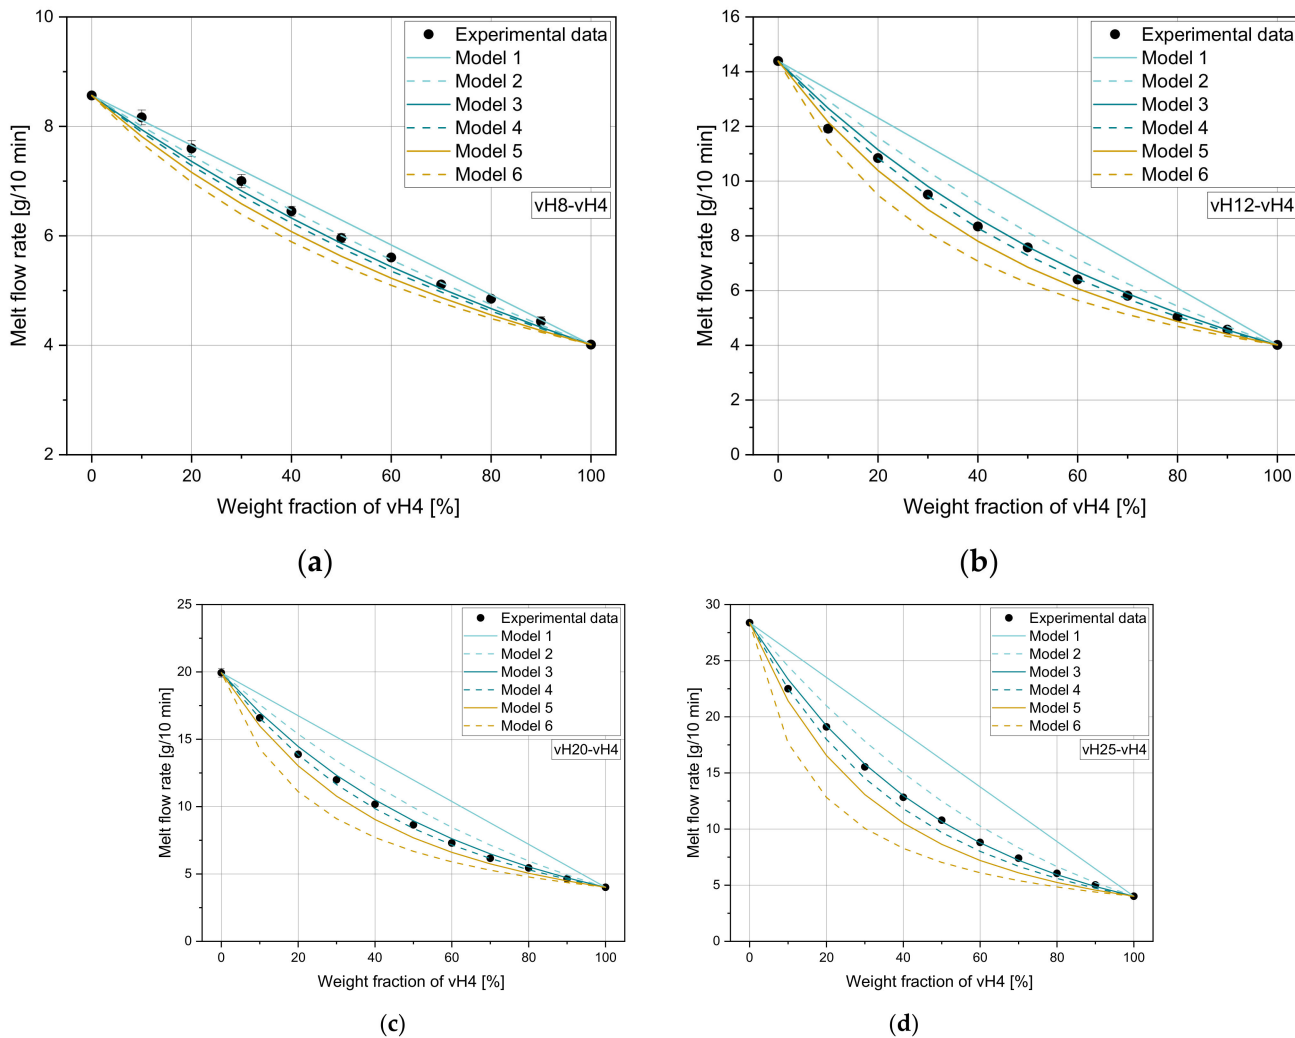 10
8
6
4
2
Melt flow rate [g/10 min]
0
20
40
60
80
100
Weight fraction of vH4 [%]
Experimental data
Model 1
Model 2
Model 3
Model 4
Model 5
Model 6
vH8-vH4
(a)
16
14
12
10
8
6
4
2
0
Melt flow rate [g/10 min]
0
20
40
60
80
100
Weight fraction of vH4 [%]
Experimental data
Model 1
Model 2
Model 3
Model 4
Model 5
Model 6
vH12-vH4
(b)
25
20
15
10
5
0
Melt flow rate [g/10 min]
0
20
40
60
80
100
Weight fraction of vH4 [%]
Experimental data
Model 1
Model 2
Model 3
Model 4
Model 5
Model 6
vH20-vH4
(c)
30
25
20
15
10
5
0
Melt flow rate [g/10 min]
0
20
40
60
80
100
Weight fraction of vH4 [%]
Experimental data
Model 1
Model 2
Model 3
Model 4
Model 5
Model 6
vH25-vH4
(d)